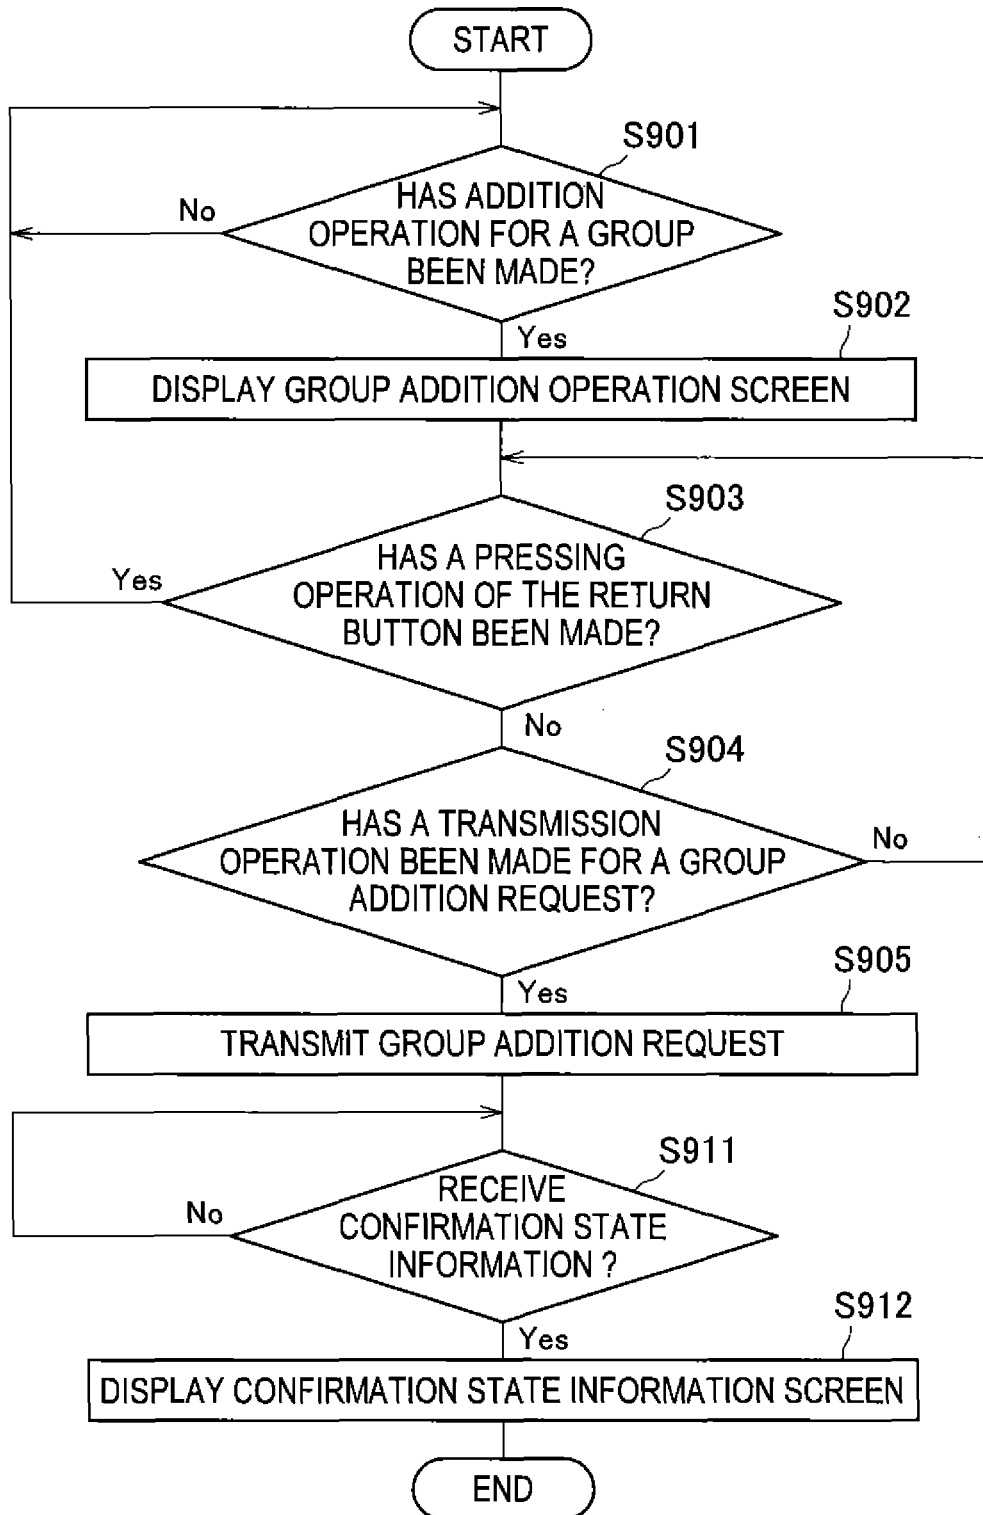 START
S901
HAS ADDITION
OPERATION FOR A GROUP
BEEN MADE?
No
Yes
S902
DISPLAY GROUP ADDITION OPERATION SCREEN
S903
HAS A PRESSING
OPERATION OF THE RETURN
BUTTON BEEN MADE?
Yes
No
S904
HAS A TRANSMISSION
OPERATION BEEN MADE FOR A GROUP
ADDITION REQUEST?
No
Yes
S905
TRANSMIT GROUP ADDITION REQUEST
S911
RECEIVE
CONFIRMATION STATE
INFORMATION ?
No
Yes
S912
DISPLAY CONFIRMATION STATE INFORMATION SCREEN
END